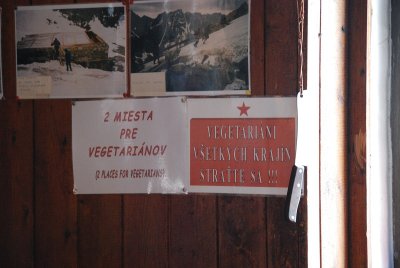 2 MIESTA
PRE
VEGETARIÁNOV
(2 PLACES FOR VEGETARIANS)
VEGETARIÁNI
VŠETKÝCH KRAJÍN
STRAŤTE SA !!!